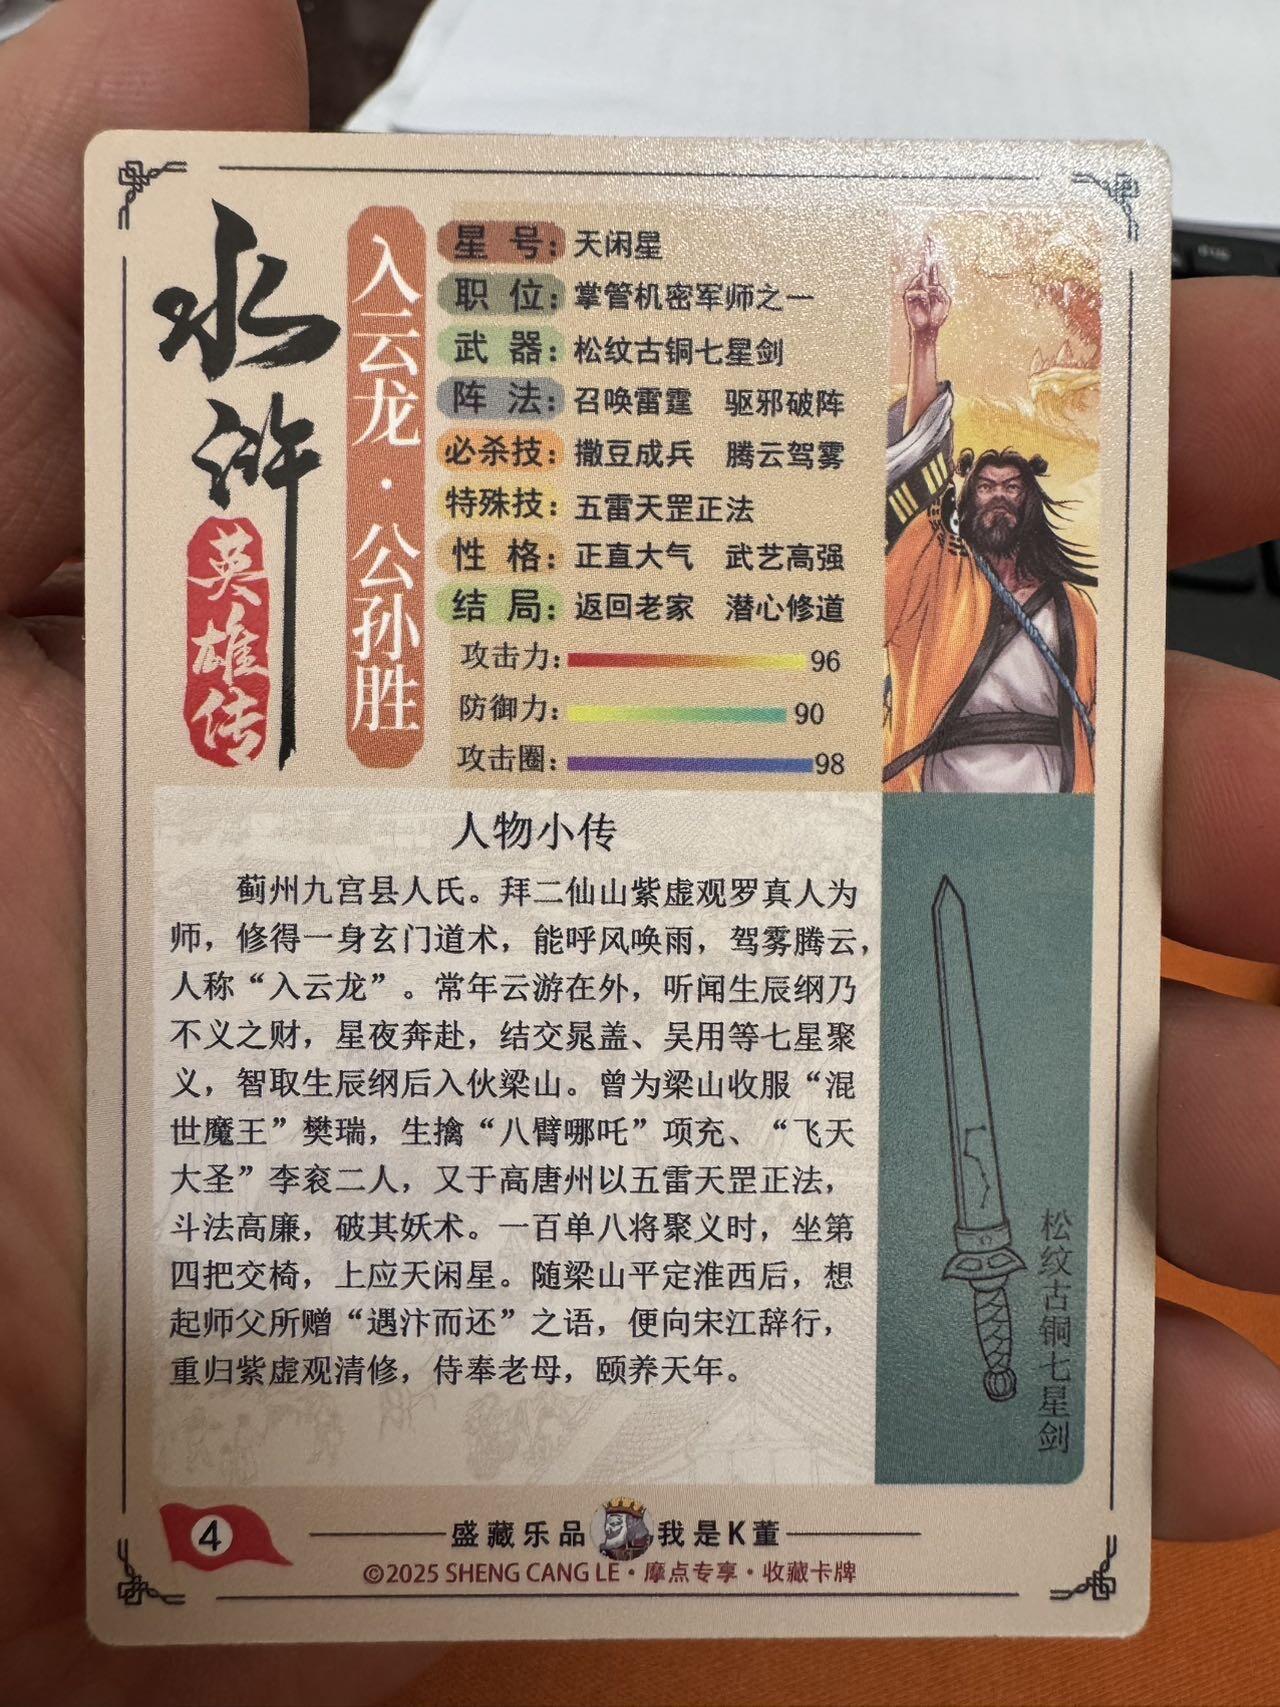 水浒
英雄传
入云龙·公孙胜
星号：天闲星
职位：掌管机密军师之一
武器：松纹古铜七星剑
阵法：召唤雷霆 驱邪破阵
必杀技：撒豆成兵 腾云驾雾
特殊技：五雷天罡正法
性格：正直大气 武艺高强
结局：返回老家 潜心修道
攻击力：96
防御力：90
攻击圈：98
人物小传
蓟州九宫县人氏。拜二仙山紫虚观罗真人为
师，修得一身玄门道术，能呼风唤雨，驾雾腾云，
人称“入云龙”。常年云游在外，听闻生辰纲乃
不义之财，星夜奔赴，结交晁盖、吴用等七星聚
义，智取生辰纲后入伙梁山。曾为梁山收服“混
世魔王”樊瑞，生擒“八臂哪吒”项充、“飞天
大圣”李衮二人，又于高唐州以五雷天罡正法，
斗法高廉，破其妖术。一百单八将聚义时，坐第
四把交椅，上应天闲星。随梁山平定淮西后，想
起师父所赠“遇汴而还”之语，便向宋江辞行，
重归紫虚观清修，侍奉老母，颐养天年。
松纹古铜七星剑
4
盛藏乐品 我是K董
©2025 SHENG CANG LE·摩点专享·收藏卡牌